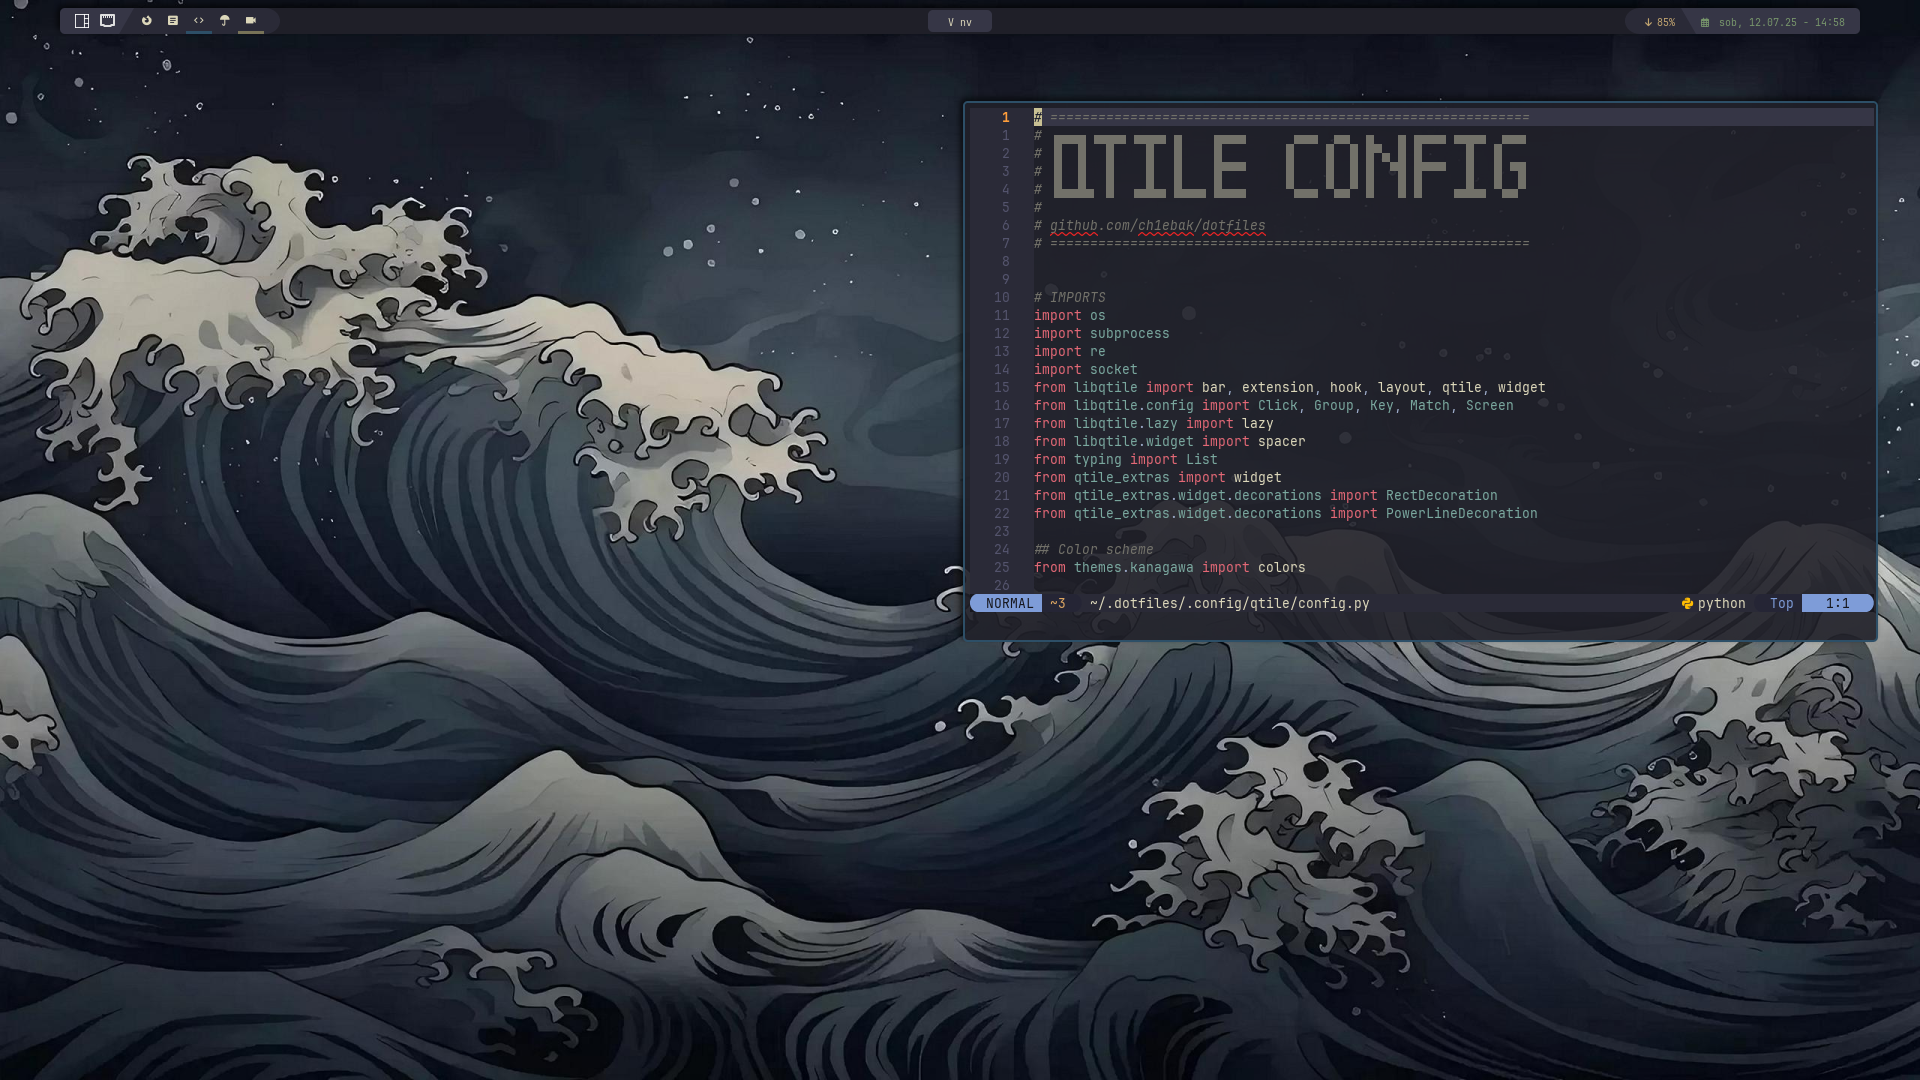 V nv
85%
sob, 12.07.25 - 14:58
1 # ============================================================
1 #
2 # QTILE CONFIG
3 #
4 #
5 #
6 # github.com/ch1ebak/dotfiles
7 # ============================================================
8
9
10 # IMPORTS
11 import os
12 import subprocess
13 import re
14 import socket
15 from libqtile import bar, extension, hook, layout, qtile, widget
16 from libqtile.config import Click, Group, Key, Match, Screen
17 from libqtile.lazy import lazy
18 from libqtile.widget import spacer
19 from typing import List
20 from qtile_extras import widget
21 from qtile_extras.widget.decorations import RectDecoration
22 from qtile_extras.widget.decorations import PowerLineDecoration
23
24 ## Color scheme
25 from themes.kanagawa import colors
26
NORMAL ~3 ~/.dotfiles/.config/qtile/config.py python Top 1:1